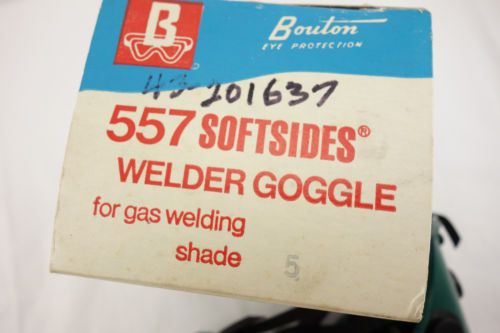 B
Bouton
EYE PROTECTION
43-201637
557 SOFTSIDES®
WELDER GOGGLE
for gas welding
shade 5